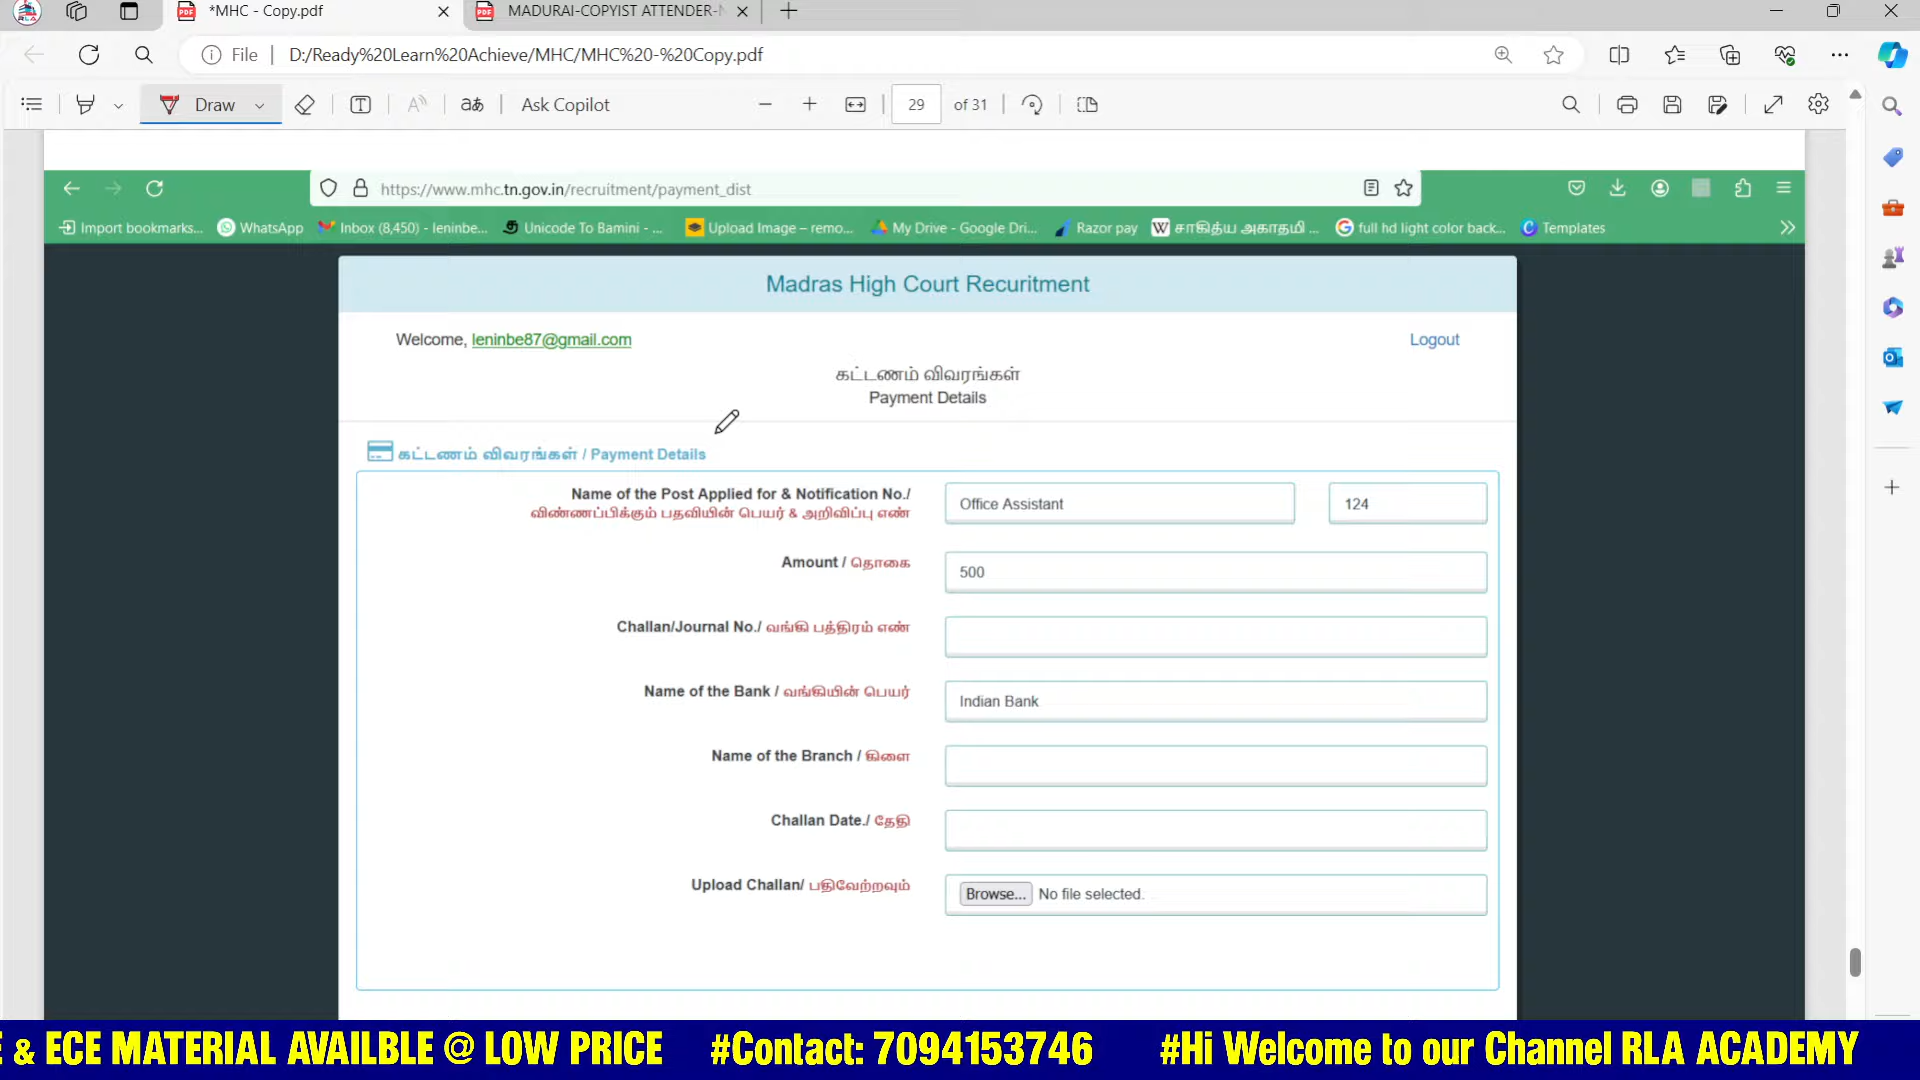 *MHC - Copy.pdf
MADURAI-COPYIST ATTENDER-
File D:/Ready%20Learn%20Achieve/MHC/MHC%20-%20Copy.pdf
Draw
aあ
Ask Copilot
29 of 31
https://www.mhc.tn.gov.in/recruitment/payment_dist
Import bookmarks...
WhatsApp
Inbox (8,450) - leninbe...
Unicode To Bamini - ...
Upload Image – remo...
My Drive - Google Dri...
Razor pay
சாகித்ய அகாதமி ...
full hd light color back...
Templates
Madras High Court Recuritment
Welcome, leninbe87@gmail.com
Logout
கட்டணம் விவரங்கள்
Payment Details
கட்டணம் விவரங்கள் / Payment Details
Name of the Post Applied for & Notification No./
விண்ணப்பிக்கும் பதவியின் பெயர் & அறிவிப்பு எண்
Office Assistant
124
Amount / தொகை
500
Challan/Journal No./ வங்கி பத்திரம் எண்
Name of the Bank / வங்கியின் பெயர்
Indian Bank
Name of the Branch / கிளை
Challan Date./ தேதி
Upload Challan/ பதிவேற்றவும்
Browse... No file selected.
& ECE MATERIAL AVAILBLE @ LOW PRICE #Contact: 7094153746 #Hi Welcome to our Channel RLA ACADEMY